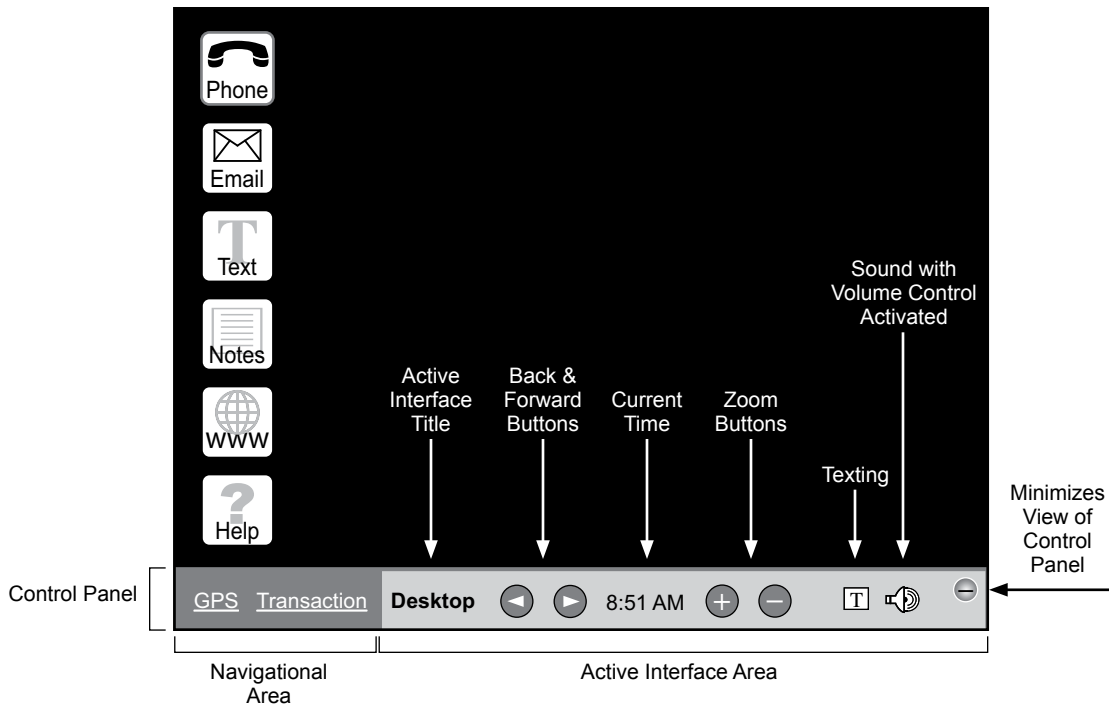 Phone
Email
T
Text
Notes
WWW
?
Help
Sound with
Volume Control
Activated
Active
Interface
Title
Back &
Forward
Buttons
Current
Time
Zoom
Buttons
Texting
Minimizes
View of
Control
Panel
Control Panel
GPS Transaction Desktop 8:51 AM + − T −
Navigational
Area
Active Interface Area